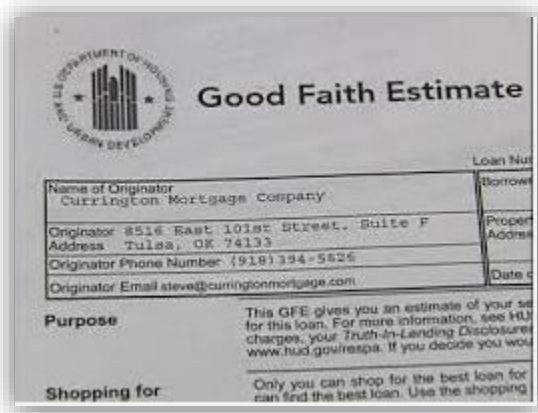 U.S. DEPARTMENT OF HOUSING AND URBAN DEVELOPMENT
Good Faith Estimate
Loan Nu
Name of Originator
Currington Mortgage Company
Borrow
Originator 8516 East 101st Street, Suite F
Address Tulsa, OK 74133
Proper
Addre
Originator Phone Number (918)394-5626
Originator Email steve@curringtonmortgage.com
Date
Purpose
This GFE gives you an estimate of your se
for this loan. For more information, see HU
charges, your Truth-in-Lending Disclosure
www.hud.gov/respa. If you decide you wou
Shopping for
Only you can shop for the best loan for
can find the best loan. Use the shopping